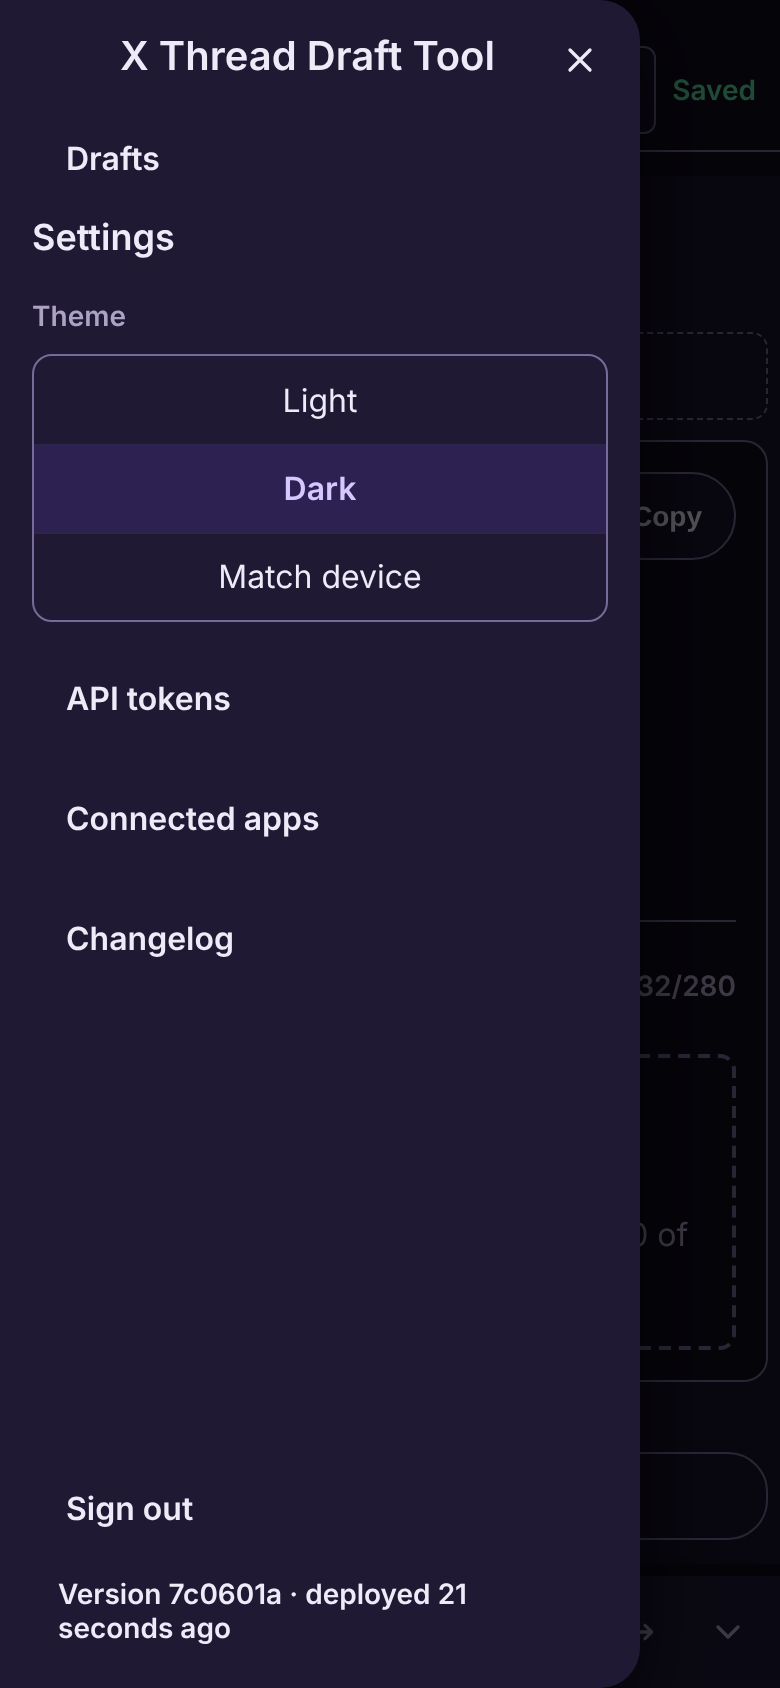 X Thread Draft Tool
Saved
Drafts
Settings
Theme
Light
Dark
Copy
Match device
API tokens
Connected apps
Changelog
32/280
0 of
Sign out
Version 7c0601a · deployed 21
seconds ago